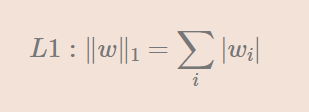 L1 : ‖w‖₁ = ∑ᵢ |wᵢ|